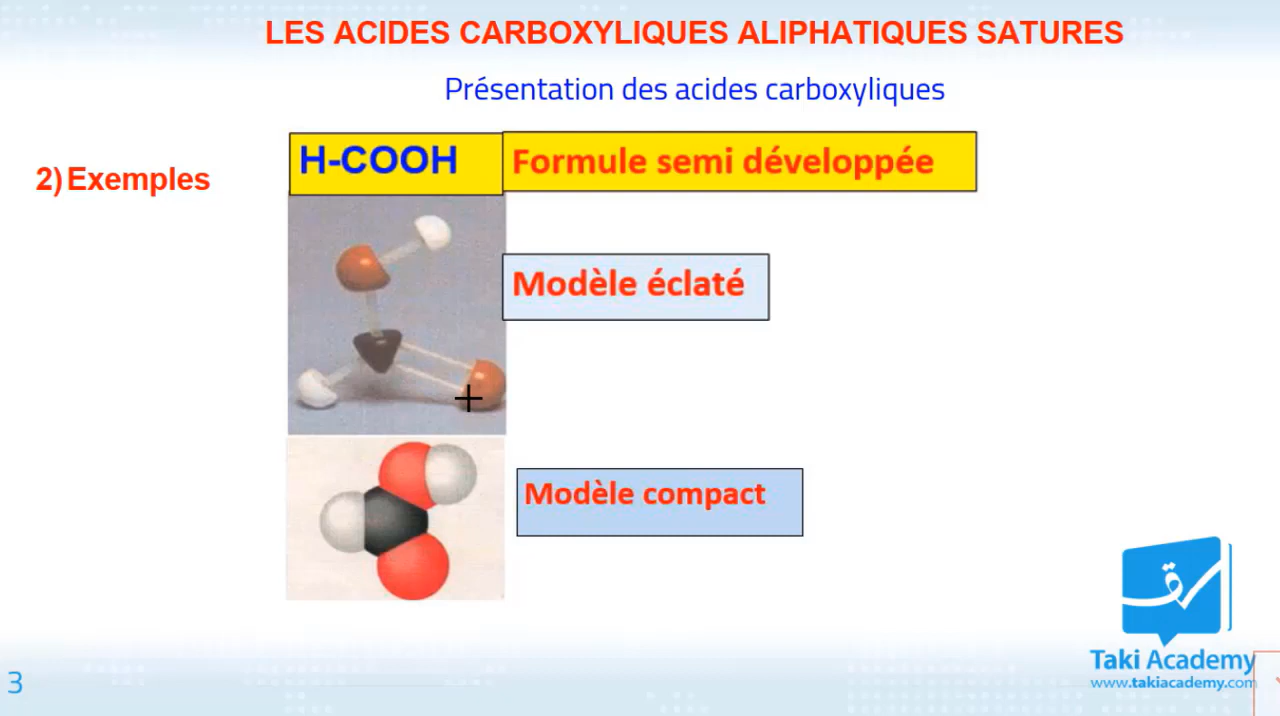 LES ACIDES CARBOXYLIQUES ALIPHATIQUES SATURES
Présentation des acides carboxyliques
2) Exemples
H-COOH
Formule semi développée
Modèle éclaté
Modèle compact
Taki Academy
www.takiacademy.com
3